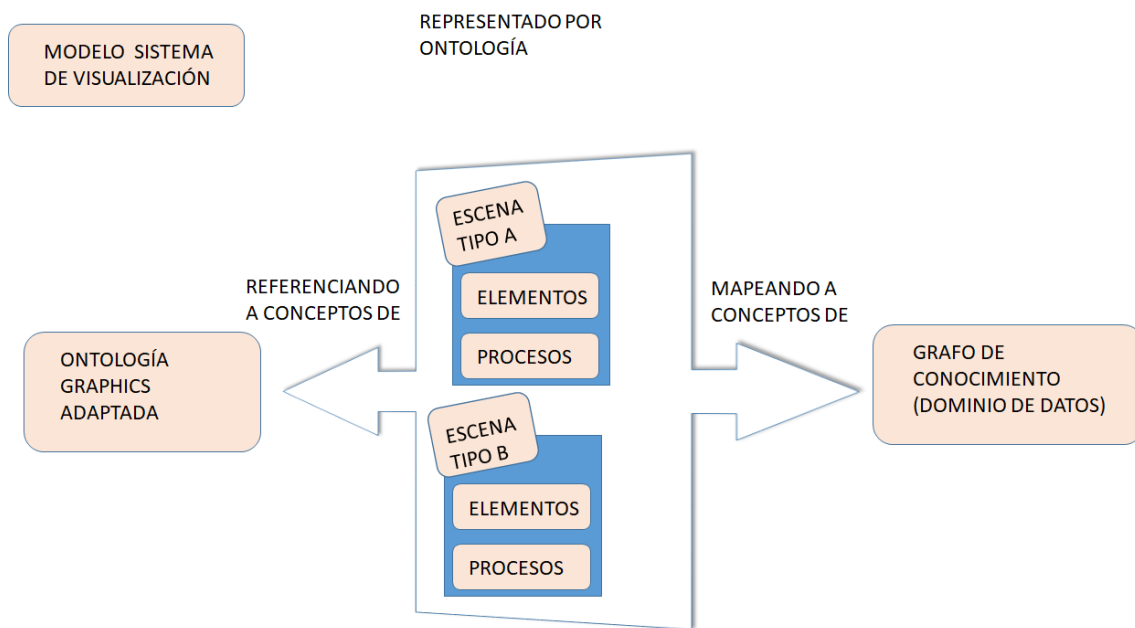 REPRESENTADO POR
ONTOLOGÍA
MODELO SISTEMA
DE VISUALIZACIÓN
ESCENA
TIPO A
ELEMENTOS
PROCESOS
REFERENCIANDO
A CONCEPTOS DE
MAPEANDO A
CONCEPTOS DE
ONTOLOGÍA
GRAPHICS
ADAPTADA
GRAFO DE
CONOCIMIENTO
(DOMINIO DE DATOS)
ESCENA
TIPO B
ELEMENTOS
PROCESOS